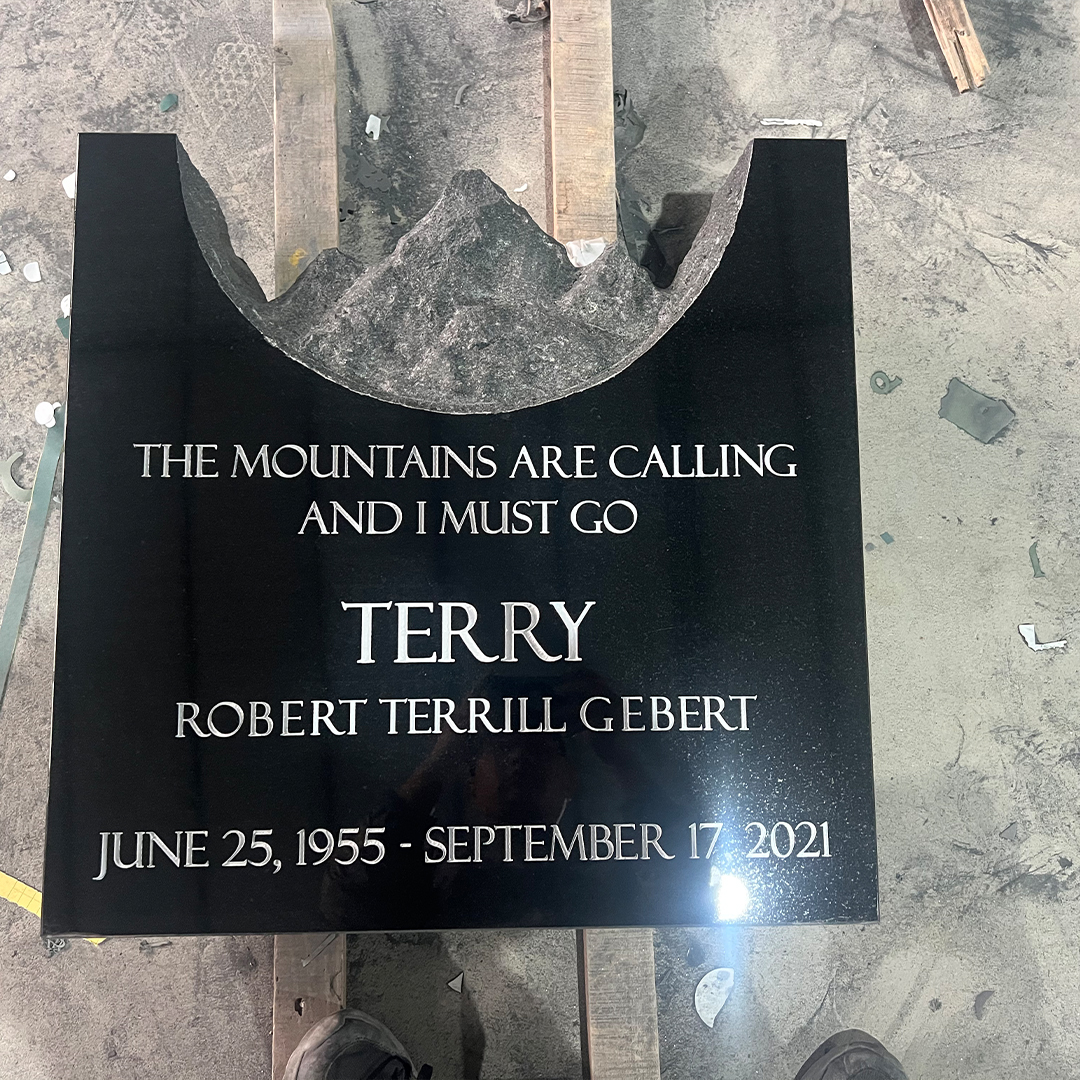 THE MOUNTAINS ARE CALLING
AND I MUST GO
TERRY
ROBERT TERRILL GEBERT
JUNE 25, 1955 - SEPTEMBER 17, 2021